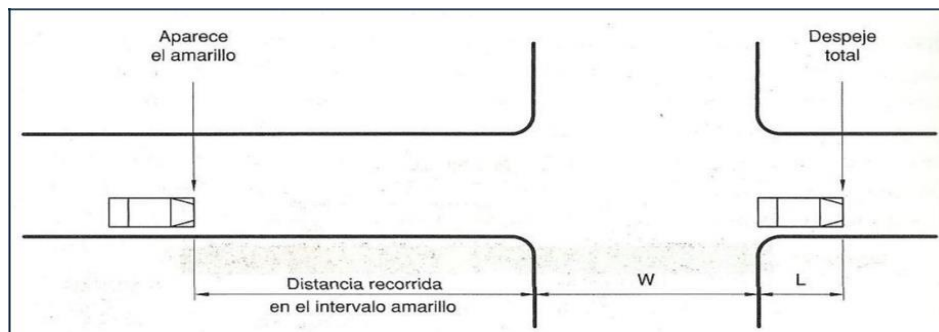 Aparece
el amarillo
Despeje
total
Distancia recorrida
en el intervalo amarillo
W
L